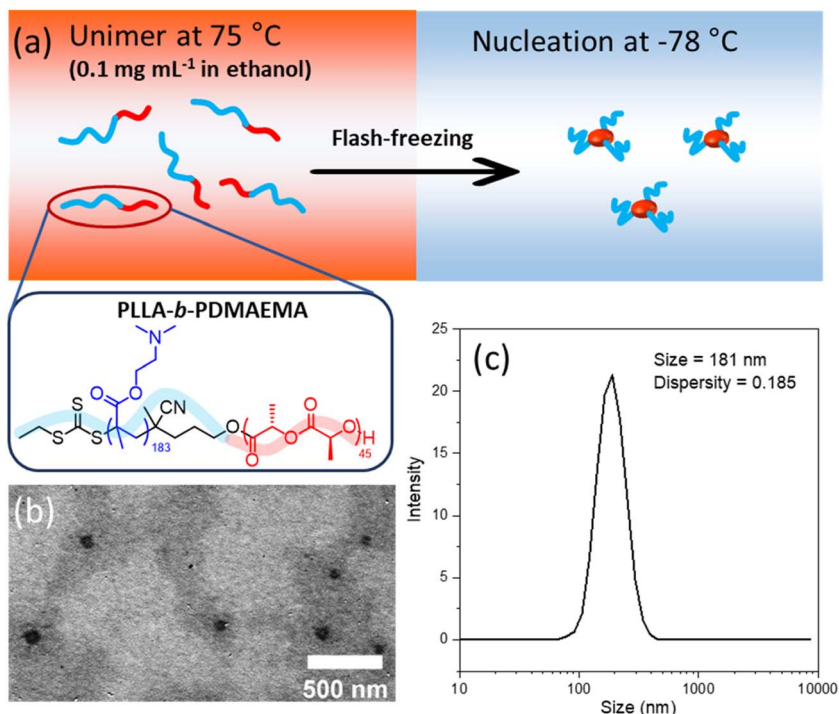 (a) Unimer at 75 °C
(0.1 mg mL⁻¹ in ethanol)
Nucleation at -78 °C
Flash-freezing
PLLA-b-PDMAEMA
N
O
O
S
S
S
CN
183
O
O
O
O
O
H
45
(b)
500 nm
(c)
Size = 181 nm
Dispersity = 0.185
Intensity
25
20
15
10
5
0
10
100
1000
10000
Size (nm)